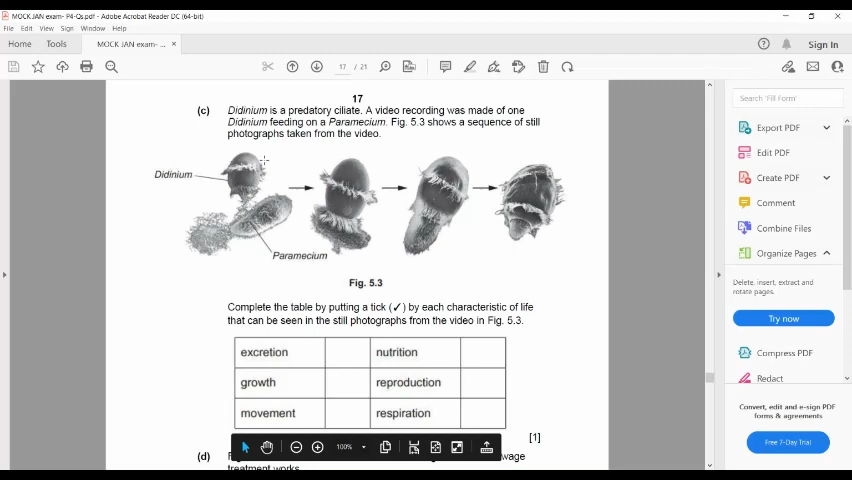 MOCK JAN exam- P4-Qs.pdf - Adobe Acrobat Reader DC (64-bit)
File Edit View Sign Window Help
Home Tools MOCK JAN exam- P4-... ×
Sign In
17 / 21
17
(c) Didinium is a predatory ciliate. A video recording was made of one
Didinium feeding on a Paramecium. Fig. 5.3 shows a sequence of still
photographs taken from the video.
Didinium
Paramecium
Fig. 5.3
Complete the table by putting a tick (✓) by each characteristic of life
that can be seen in the still photographs from the video in Fig. 5.3.
excretion nutrition
growth reproduction
movement respiration
[1]
100%
(d)
wage
treatment works
Search 'Fill Form'
Export PDF
Edit PDF
Create PDF
Comment
Combine Files
Organize Pages
Delete, insert, extract and
rotate pages.
Try now
Compress PDF
Redact
Convert, edit and e-sign PDF
forms & agreements
Free 7-Day Trial